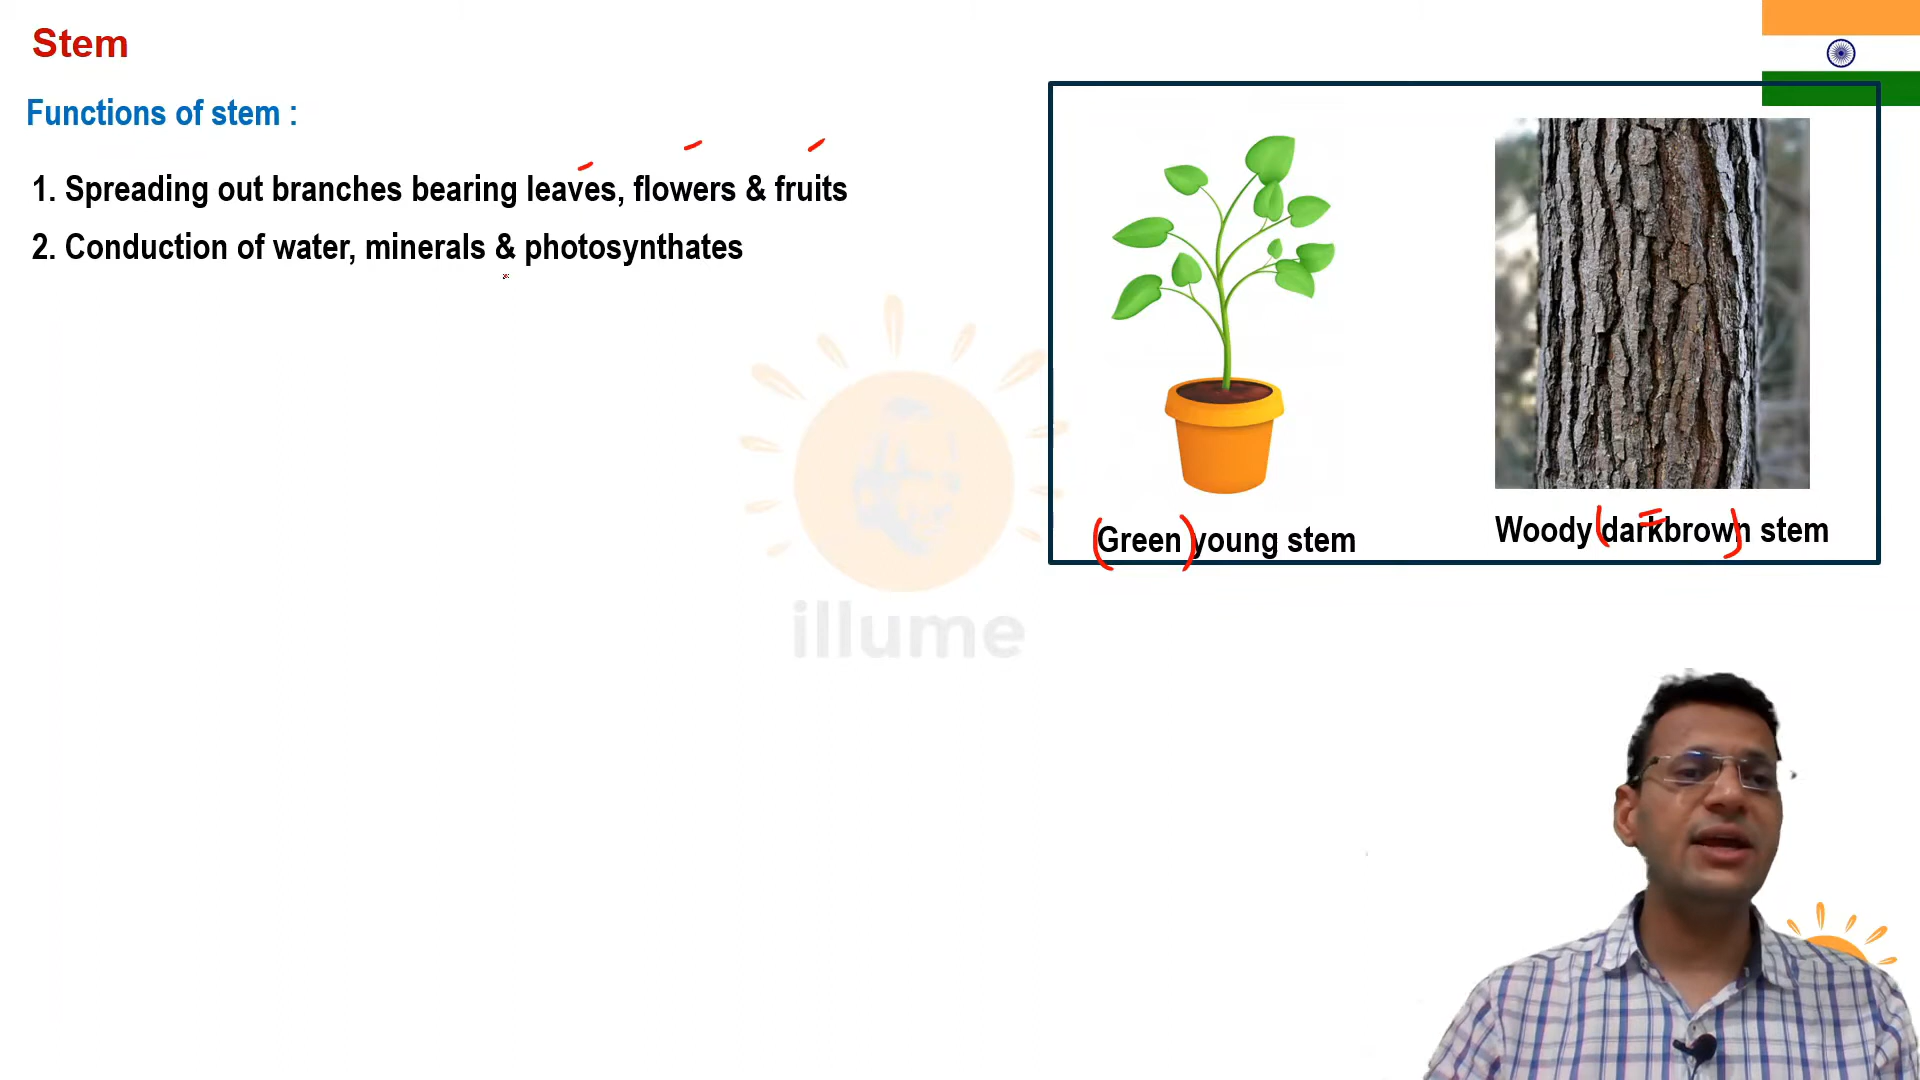 Stem
Functions of stem :
1. Spreading out branches bearing leaves, flowers & fruits
2. Conduction of water, minerals & photosynthates
(Green) young stem
Woody (darkbrown) stem
illume